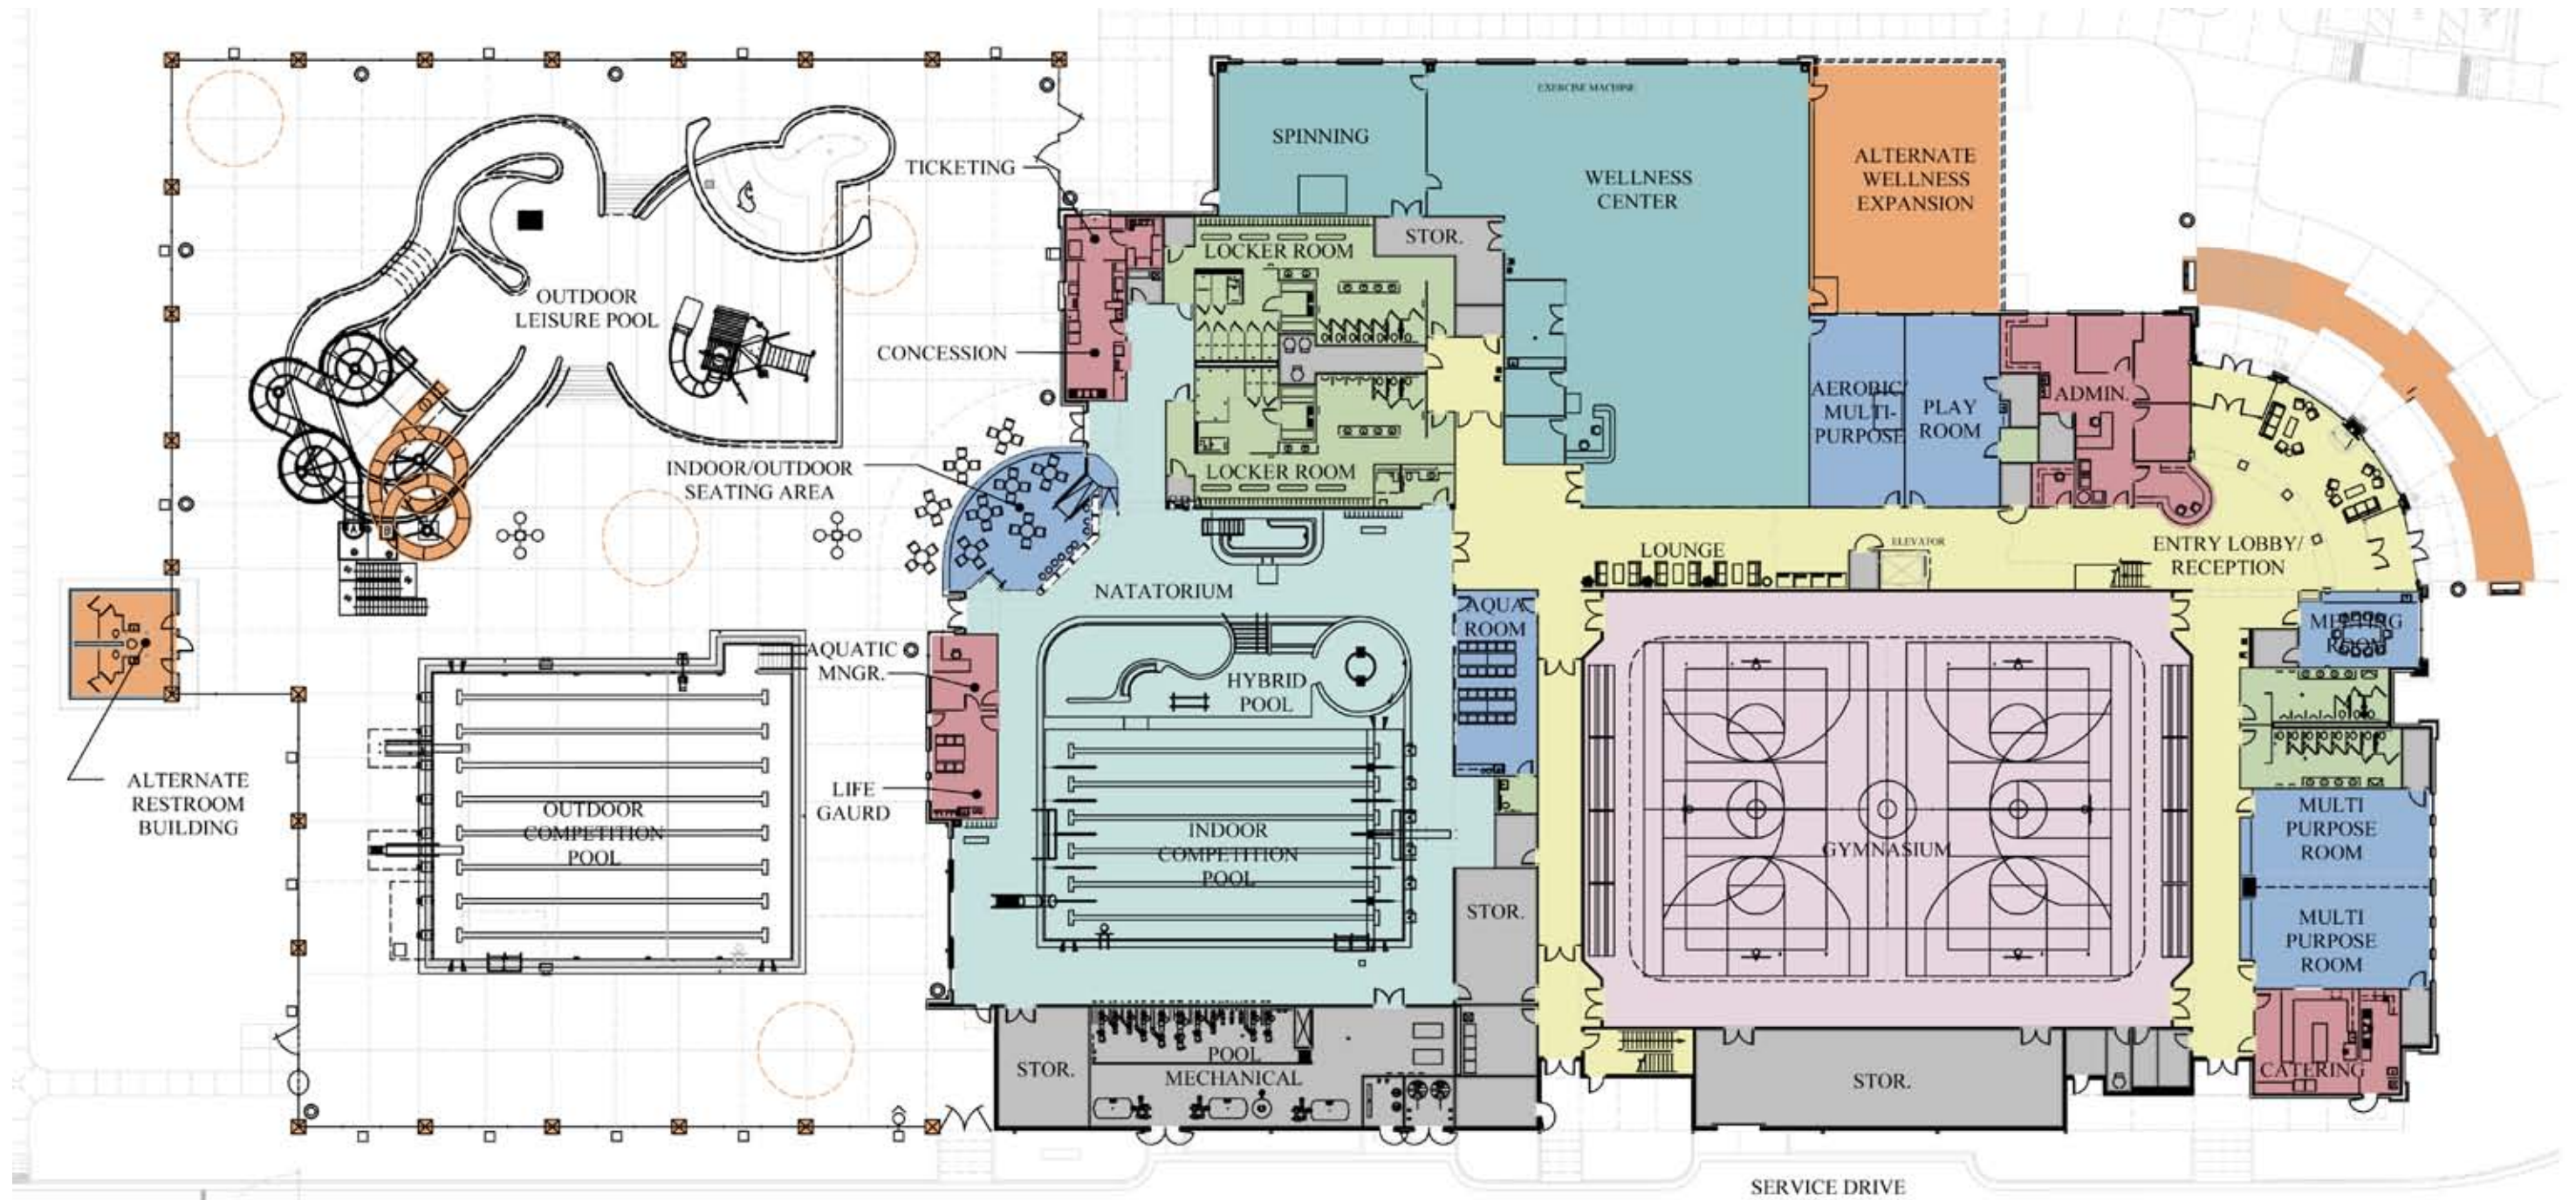 EXERCISE MACHINE
SPINNING
TICKETING
WELLNESS
CENTER
ALTERNATE
WELLNESS
EXPANSION
STOR.
LOCKER ROOM
OUTDOOR
LEISURE POOL
CONCESSION
AEROBIC/
MULTI-
PURPOSE
PLAY
ROOM
ADMIN.
INDOOR/OUTDOOR
SEATING AREA
LOCKER ROOM
LOUNGE
ELEVATOR
ENTRY LOBBY/
RECEPTION
NATATORIUM
AQUA
ROOM
MEETING
ROOM
AQUATIC
MNGR.
HYBRID
POOL
ALTERNATE
RESTROOM
BUILDING
LIFE
GAURD
OUTDOOR
COMPETITION
POOL
INDOOR
COMPETITION
POOL
GYMNASIUM
MULTI
PURPOSE
ROOM
STOR.
MULTI
PURPOSE
ROOM
STOR.
POOL
MECHANICAL
STOR.
CATERING
SERVICE DRIVE
A
B